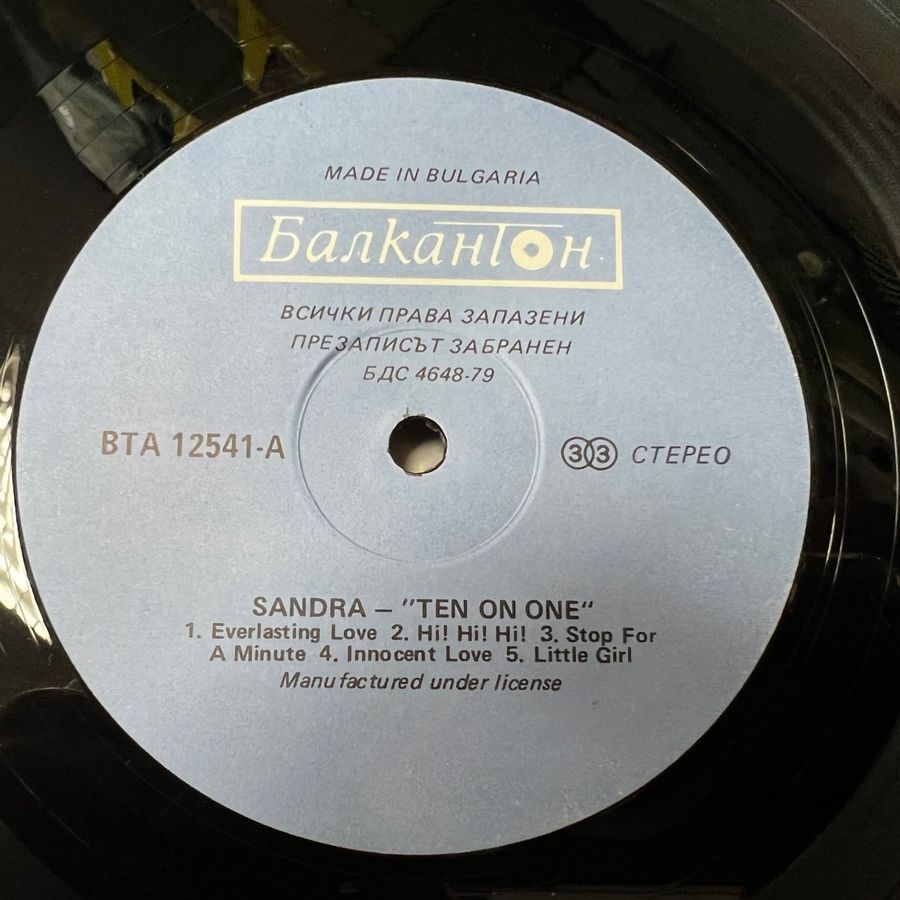 MADE IN BULGARIA
Балкантон
ВСИЧКИ ПРАВА ЗАПАЗЕНИ
ПРЕЗАПИСЪТ ЗАБРАНЕН
БДС 4648-79
ВТА 12541-А
33 СТЕРЕО
SANDRA – "TEN ON ONE"
1. Everlasting Love 2. Hi! Hi! Hi! 3. Stop For
A Minute 4. Innocent Love 5. Little Girl
Manufactured under license